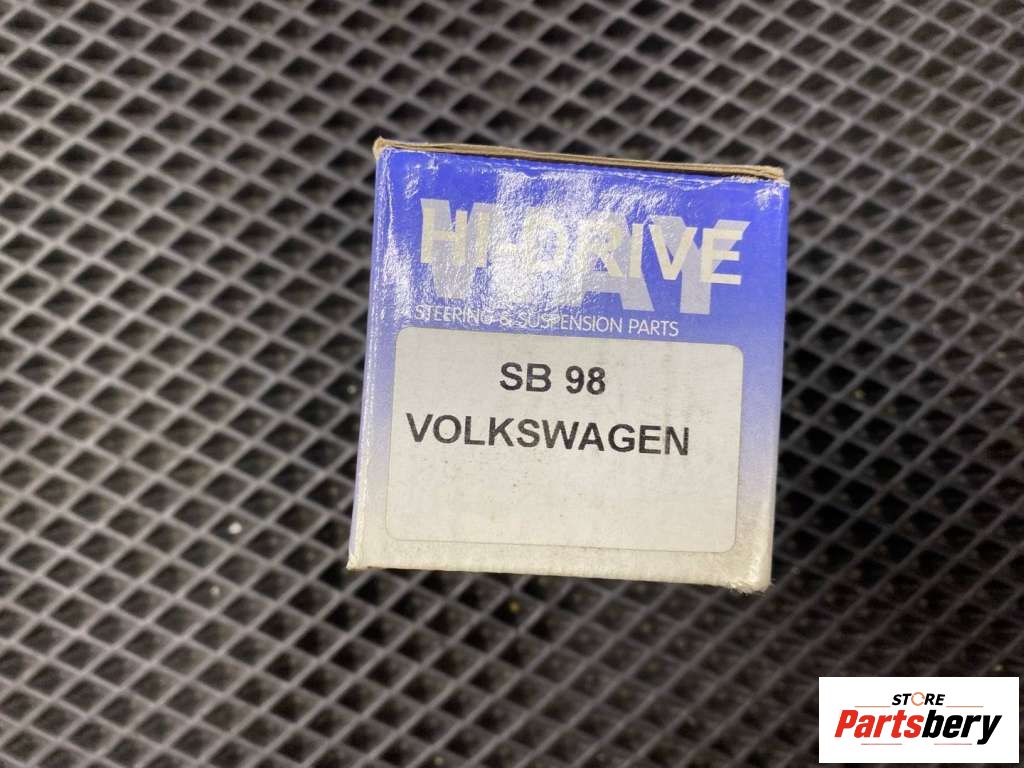 HI-DRIVE
STEERING & SUSPENSION PARTS
SB 98
VOLKSWAGEN
STORE
Partsbery